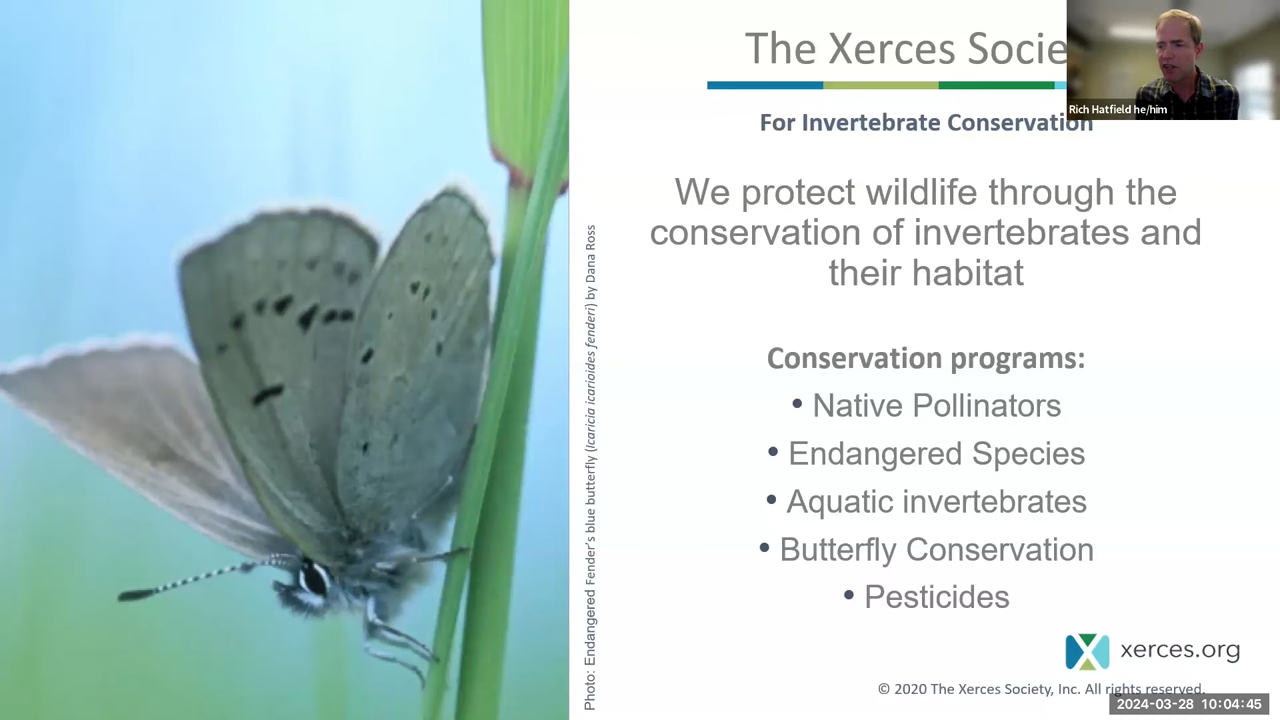 The Xerces Socie
Rich Hatfield he/him
For Invertebrate Conservation
We protect wildlife through the
conservation of invertebrates and
their habitat
Photo: Endangered Fender's blue butterfly (Icaricia icarioides fenderi) by Dana Ross
Conservation programs:
• Native Pollinators
• Endangered Species
• Aquatic invertebrates
• Butterfly Conservation
• Pesticides
xerces.org
© 2020 The Xerces Society, Inc. All rights reserved.
2024-03-28 10:04:45